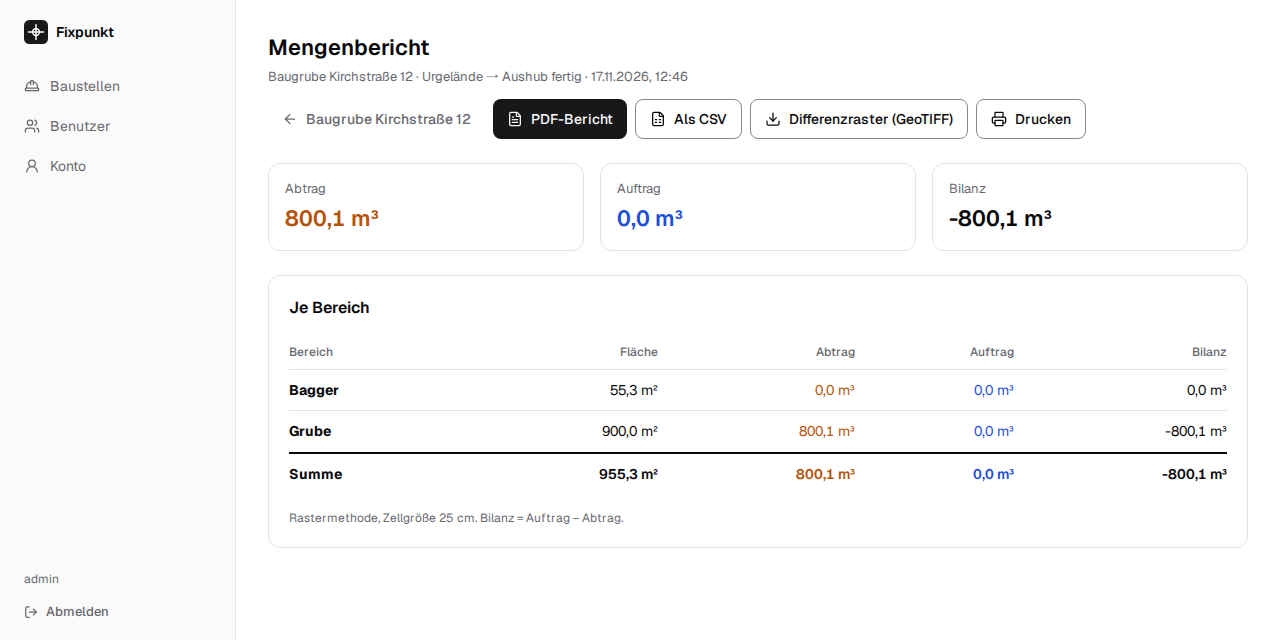 Fixpunkt
Baustellen
Benutzer
Konto
admin
Abmelden
Mengenbericht
Baugrube Kirchstraße 12 · Urgelände → Aushub fertig · 17.11.2026, 12:46
← Baugrube Kirchstraße 12 PDF-Bericht Als CSV Differenzraster (GeoTIFF) Drucken
Abtrag Auftrag Bilanz
800,1 m³ 0,0 m³ -800,1 m³
Je Bereich
Bereich Fläche Abtrag Auftrag Bilanz
Bagger 55,3 m² 0,0 m³ 0,0 m³ 0,0 m³
Grube 900,0 m² 800,1 m³ 0,0 m³ -800,1 m³
Summe 955,3 m² 800,1 m³ 0,0 m³ -800,1 m³
Rastermethode, Zellgröße 25 cm. Bilanz = Auftrag − Abtrag.